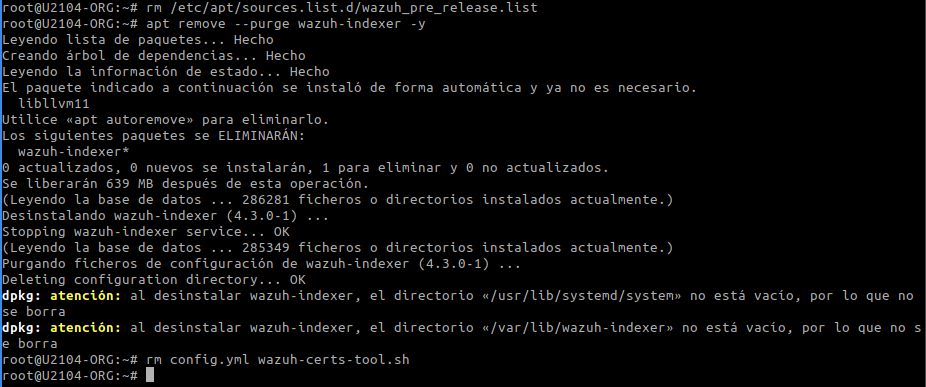 root@U2104-ORG:~# rm /etc/apt/sources.list.d/wazuh_pre_release.list
root@U2104-ORG:~# apt remove --purge wazuh-indexer -y
Leyendo lista de paquetes... Hecho
Creando árbol de dependencias... Hecho
Leyendo la información de estado... Hecho
El paquete indicado a continuación se instaló de forma automática y ya no es necesario.
  libllvm11
Utilice «apt autoremove» para eliminarlo.
Los siguientes paquetes se ELIMINARÁN:
  wazuh-indexer*
0 actualizados, 0 nuevos se instalarán, 1 para eliminar y 0 no actualizados.
Se liberarán 639 MB después de esta operación.
(Leyendo la base de datos ... 286281 ficheros o directorios instalados actualmente.)
Desinstalando wazuh-indexer (4.3.0-1) ...
Stopping wazuh-indexer service... OK
(Leyendo la base de datos ... 285349 ficheros o directorios instalados actualmente.)
Purgando ficheros de configuración de wazuh-indexer (4.3.0-1) ...
Deleting configuration directory... OK
dpkg: atención: al desinstalar wazuh-indexer, el directorio «/usr/lib/systemd/system» no está vacío, por lo que no
se borra
dpkg: atención: al desinstalar wazuh-indexer, el directorio «/var/lib/wazuh-indexer» no está vacío, por lo que no s
e borra
root@U2104-ORG:~# rm config.yml wazuh-certs-tool.sh
root@U2104-ORG:~#